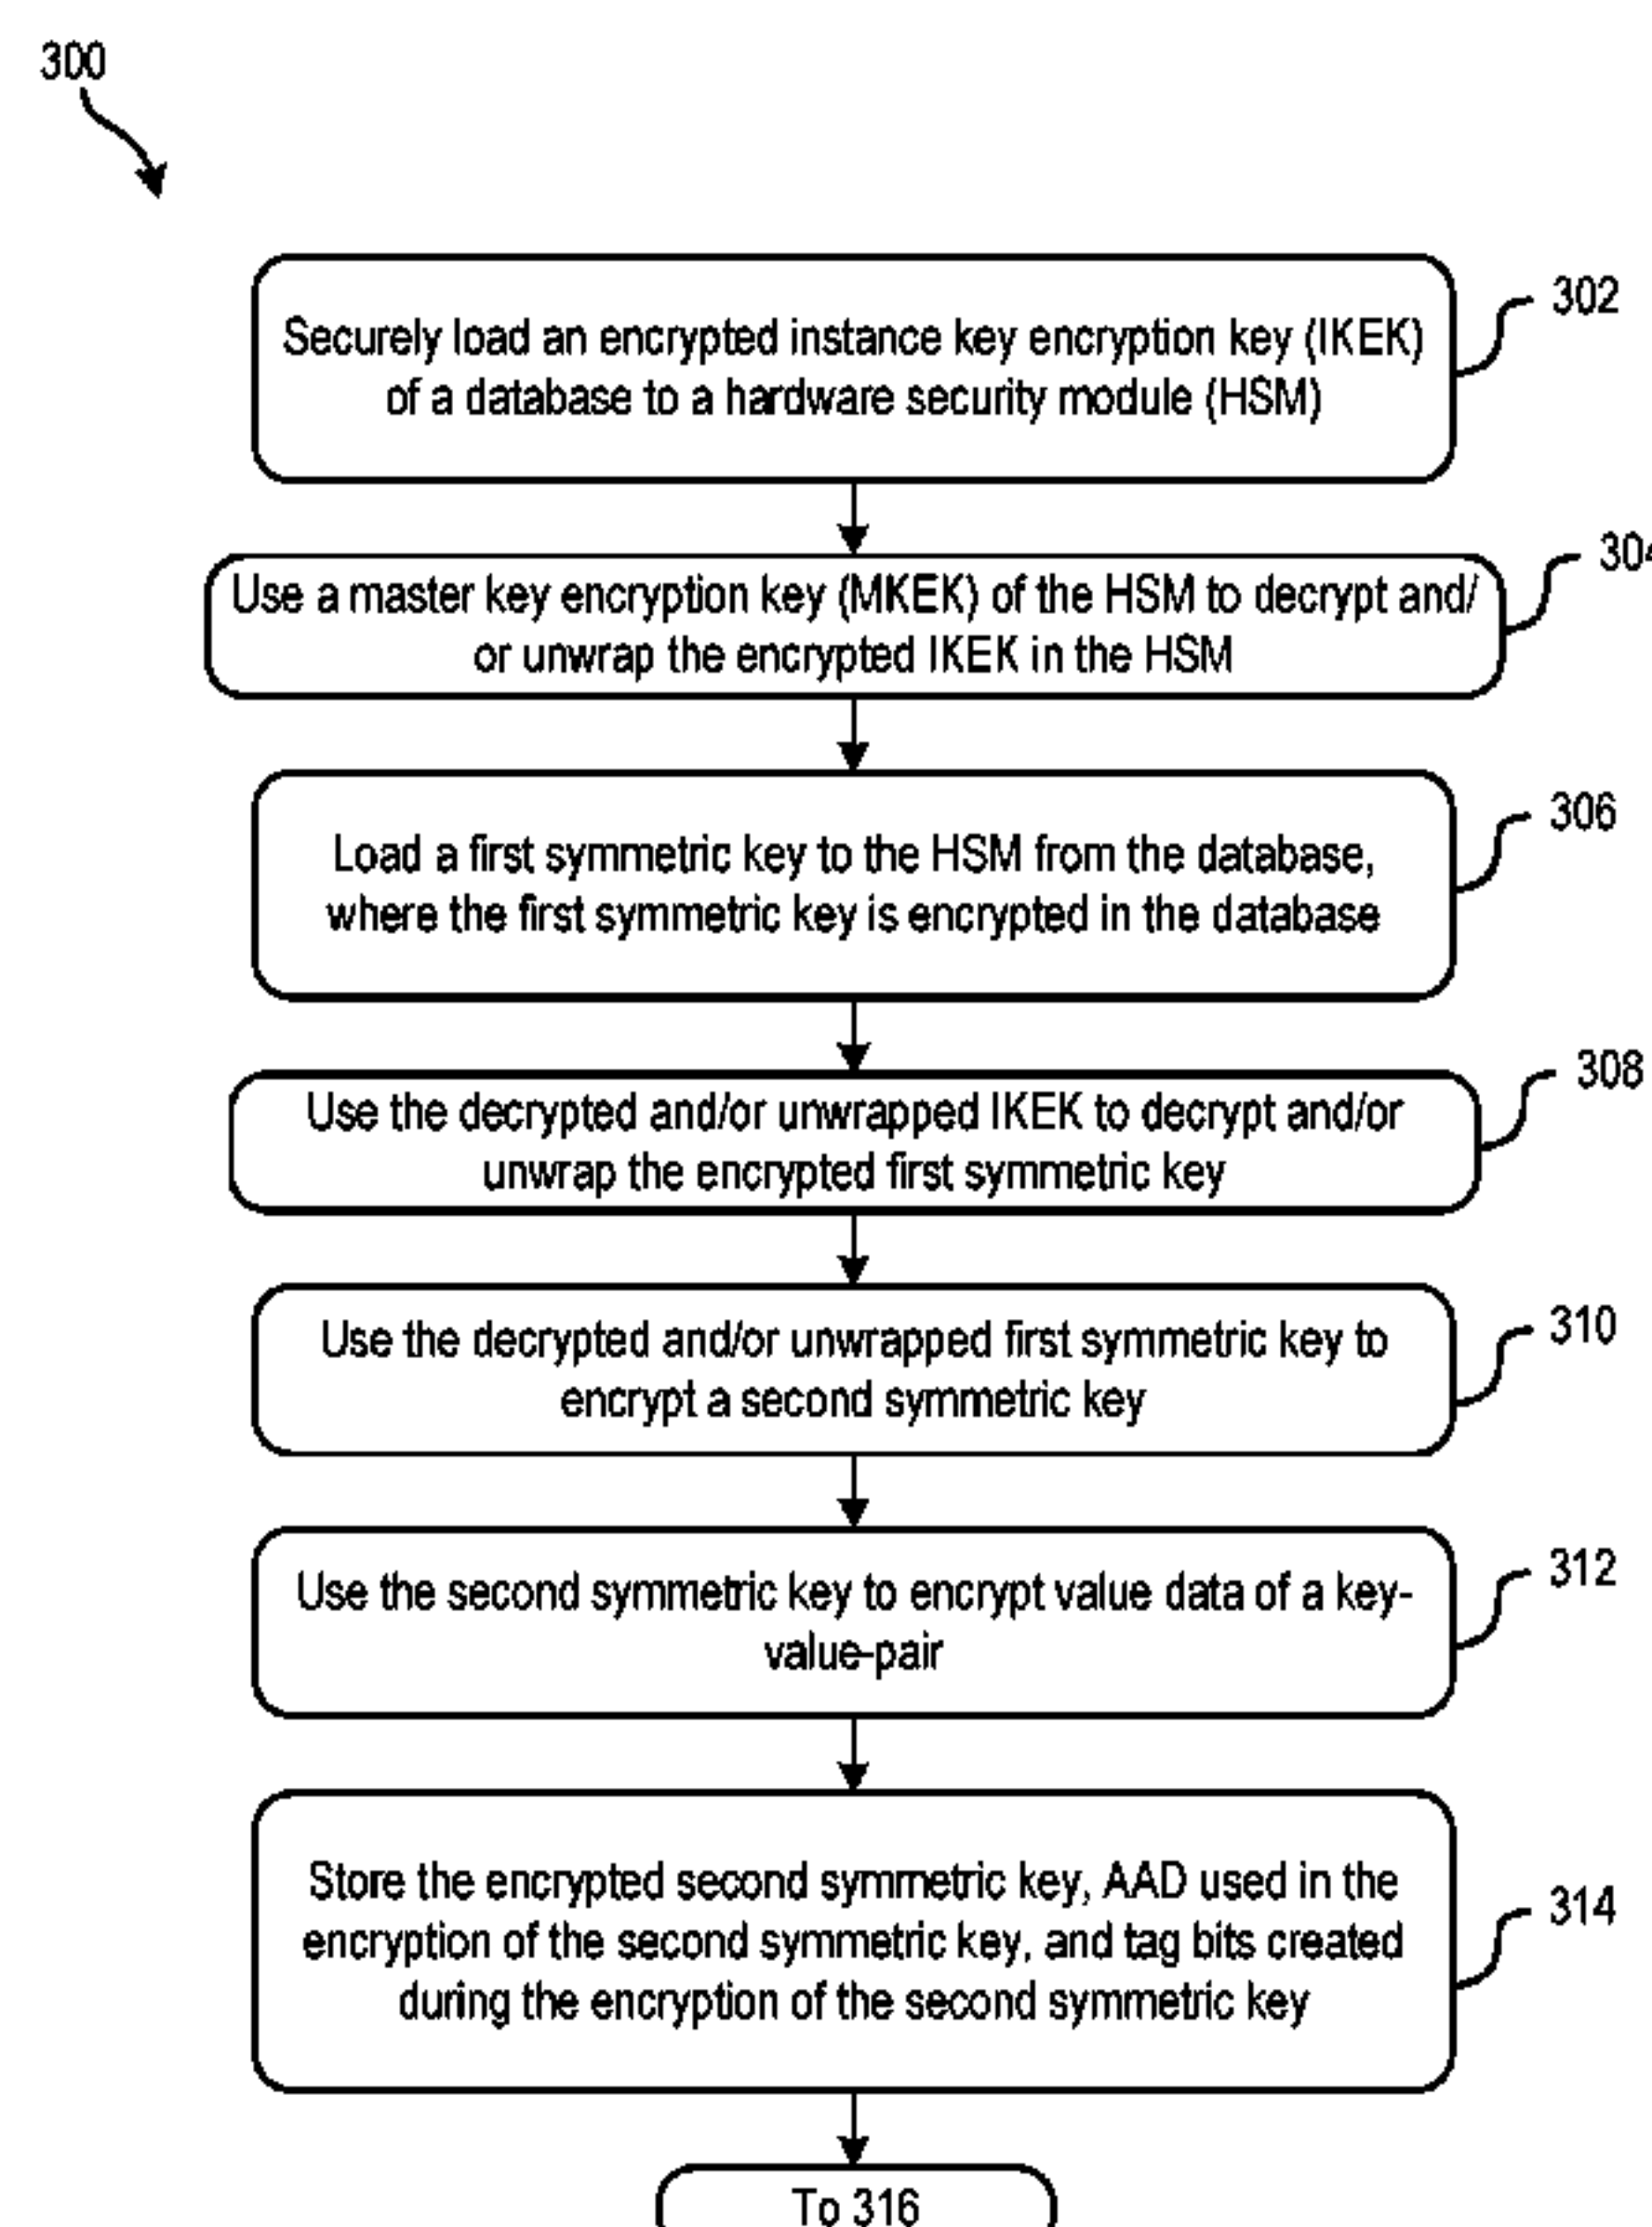 300
Securely load an encrypted instance key encryption key (IKEK)
of a database to a hardware security module (HSM)
302
Use a master key encryption key (MKEK) of the HSM to decrypt and/
or unwrap the encrypted IKEK in the HSM
304
Load a first symmetric key to the HSM from the database,
where the first symmetric key is encrypted in the database
306
Use the decrypted and/or unwrapped IKEK to decrypt and/or
unwrap the encrypted first symmetric key
308
Use the decrypted and/or unwrapped first symmetric key to
encrypt a second symmetric key
310
Use the second symmetric key to encrypt value data of a key-
value-pair
312
Store the encrypted second symmetric key, AAD used in the
encryption of the second symmetric key, and tag bits created
during the encryption of the second symmetric key
314
To 316